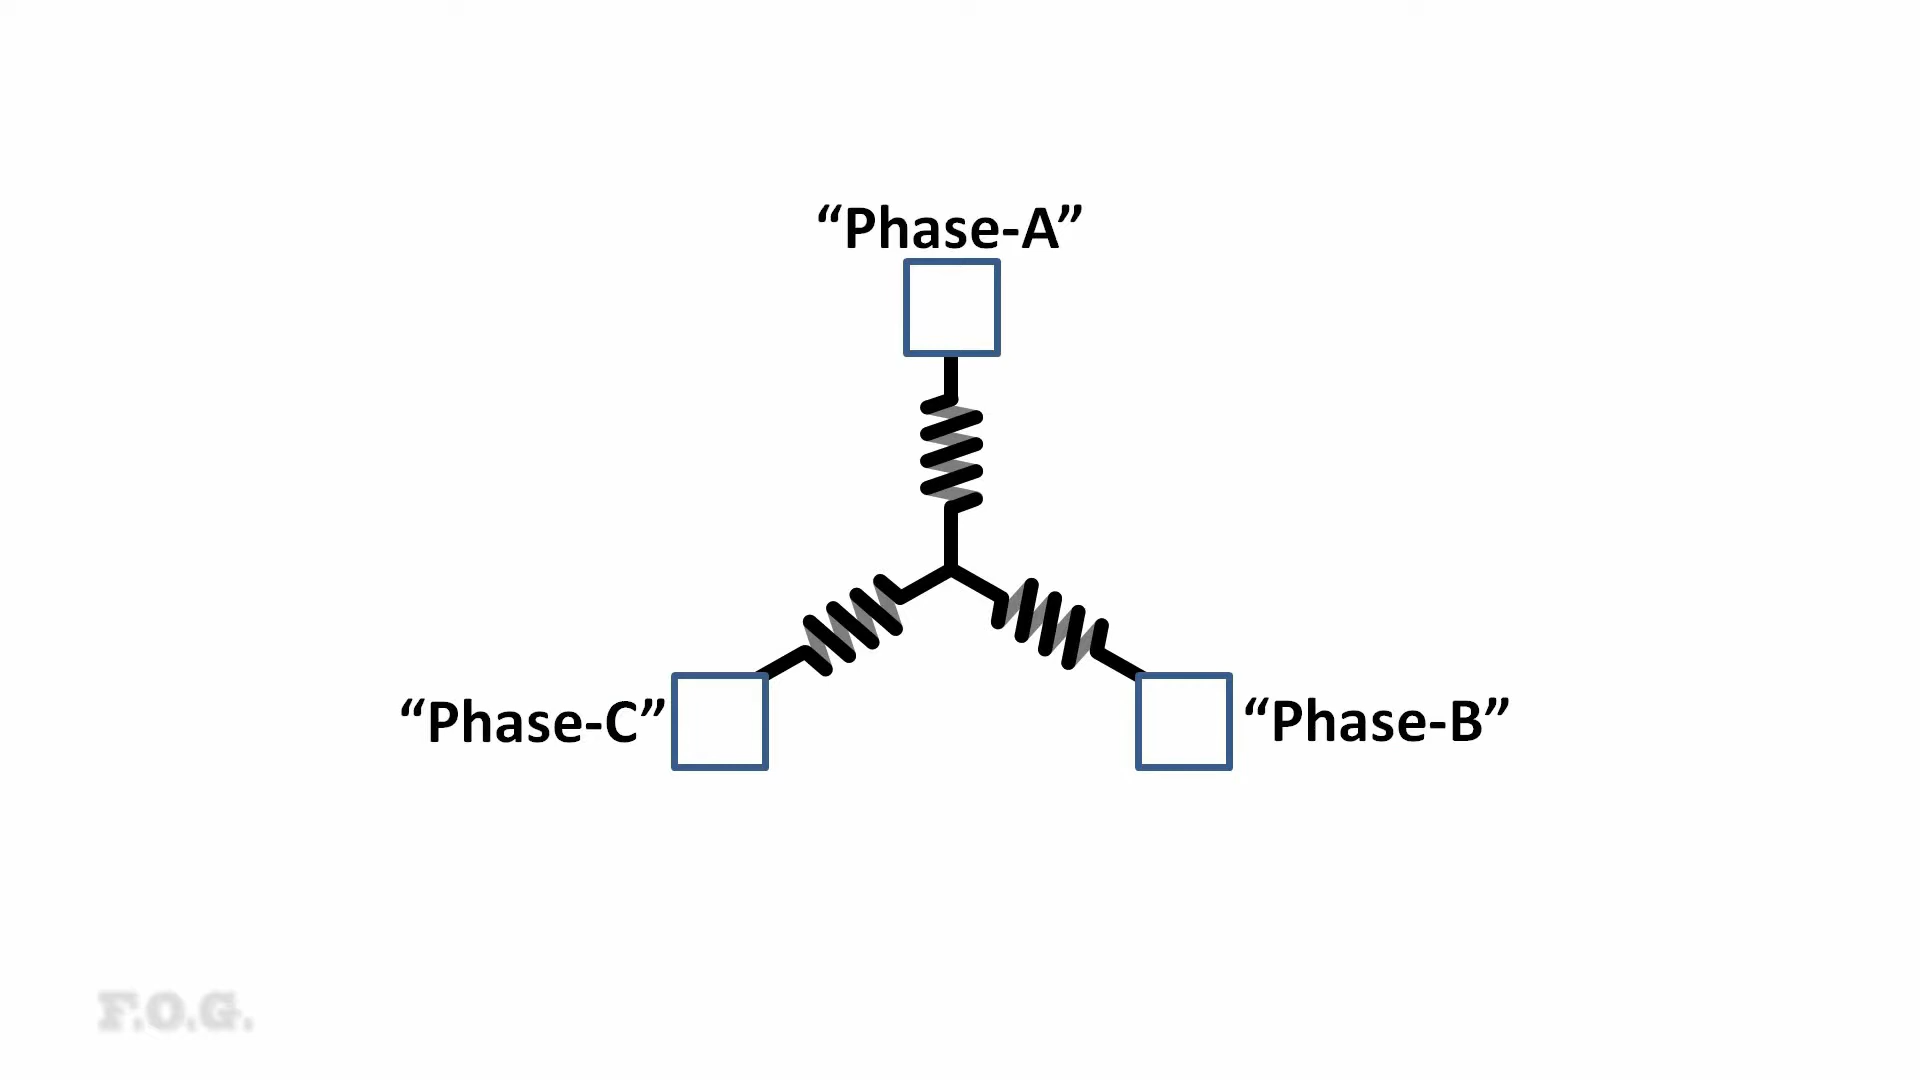 “Phase-A”
“Phase-C”
“Phase-B”
F.O.G.